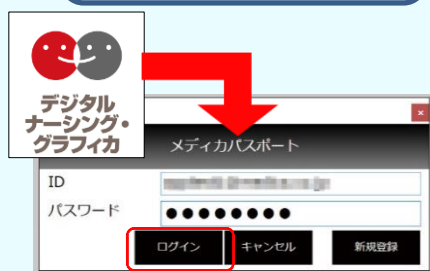 デジタル
ナーシング・
グラフィカ
メディカパスポート
ID
パスワード ●●●●●●●●
ログイン キャンセル 新規登録